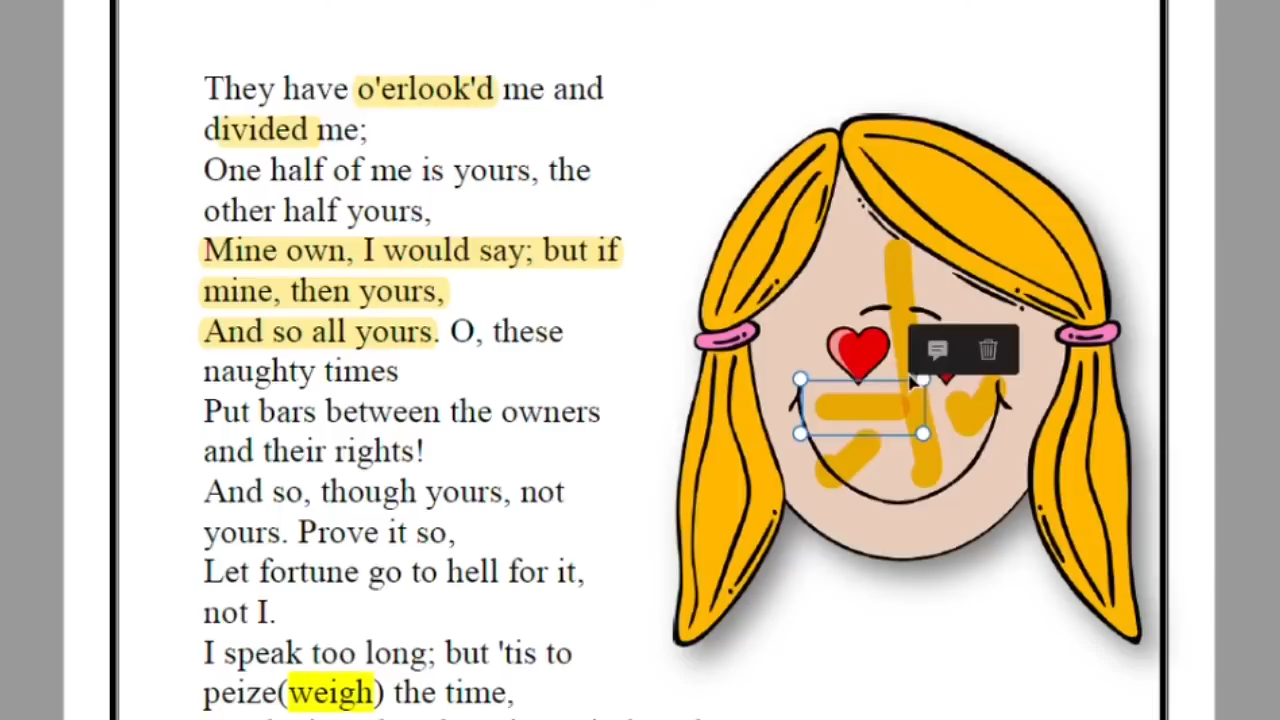 They have o'erlook'd me and
divided me;
One half of me is yours, the
other half yours,
Mine own, I would say; but if
mine, then yours,
And so all yours. O, these
naughty times
Put bars between the owners
and their rights!
And so, though yours, not
yours. Prove it so,
Let fortune go to hell for it,
not I.
I speak too long; but 'tis to
peize(weigh) the time,